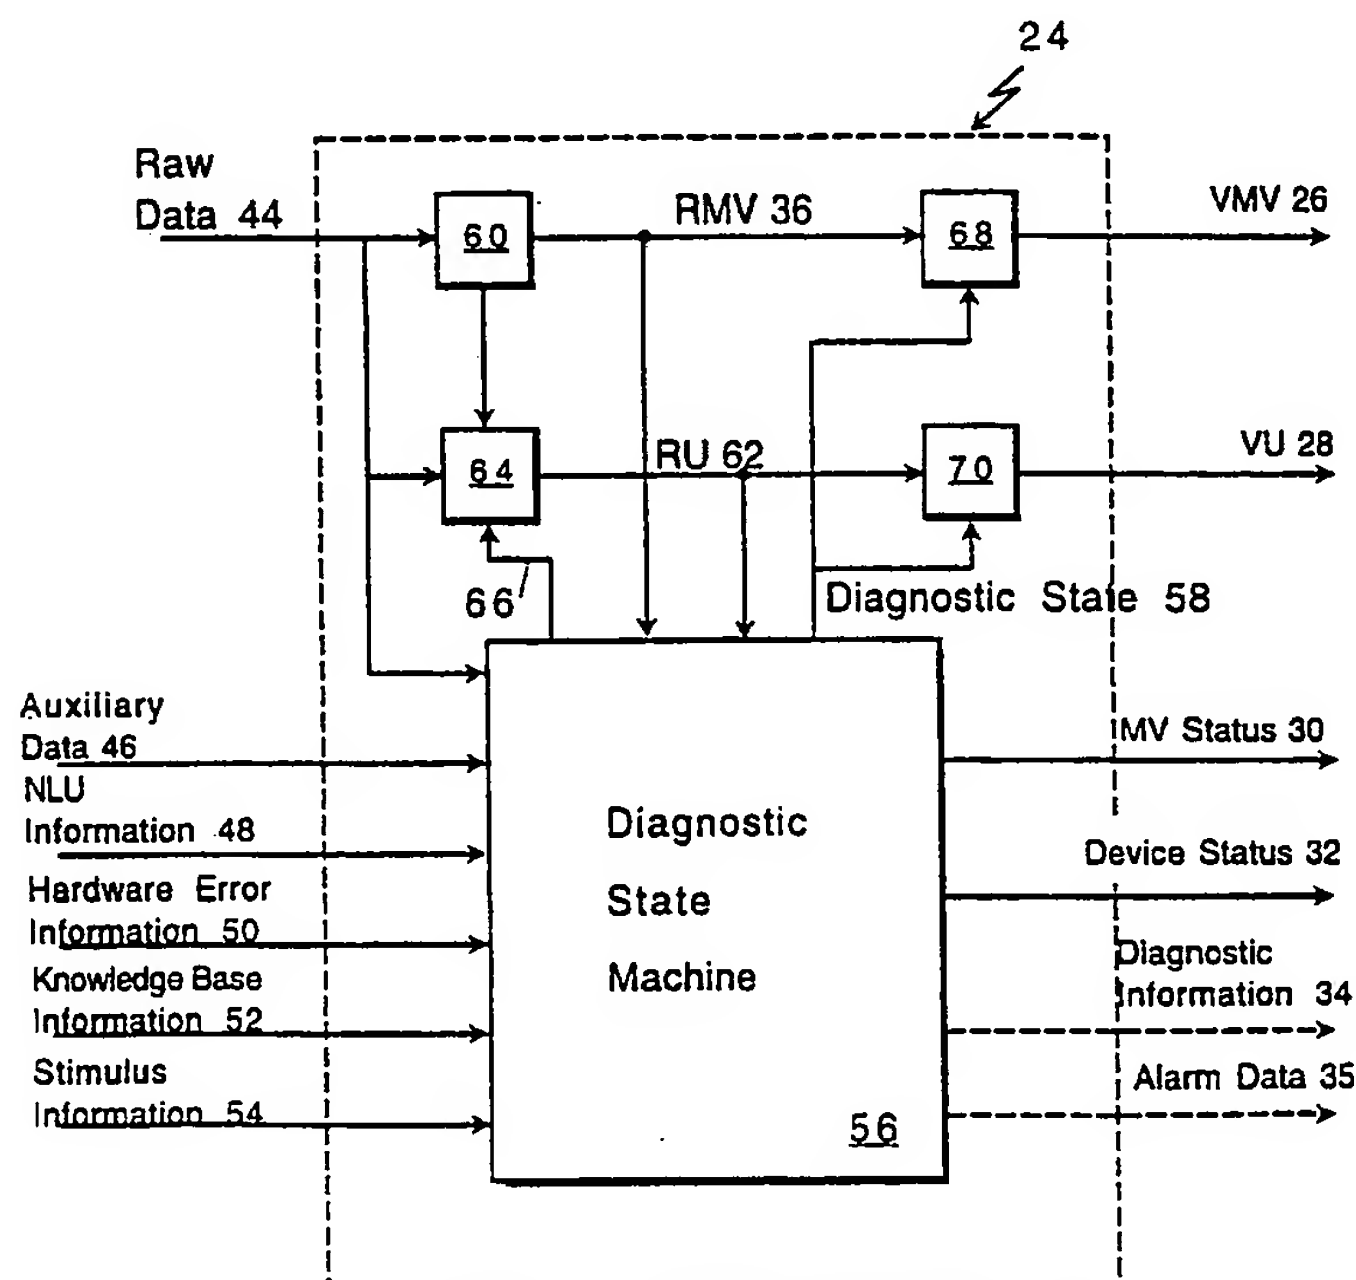 24
Raw
Data 44
60
RMV 36
68
VMV 26
64
RU 62
70
VU 28
66
Diagnostic State 58
Auxiliary
Data 46
NLU
Information 48
Hardware Error
Information 50
Knowledge Base
Information 52
Stimulus
Information 54
Diagnostic
State
Machine
56
MV Status 30
Device Status 32
Diagnostic
Information 34
Alarm Data 35